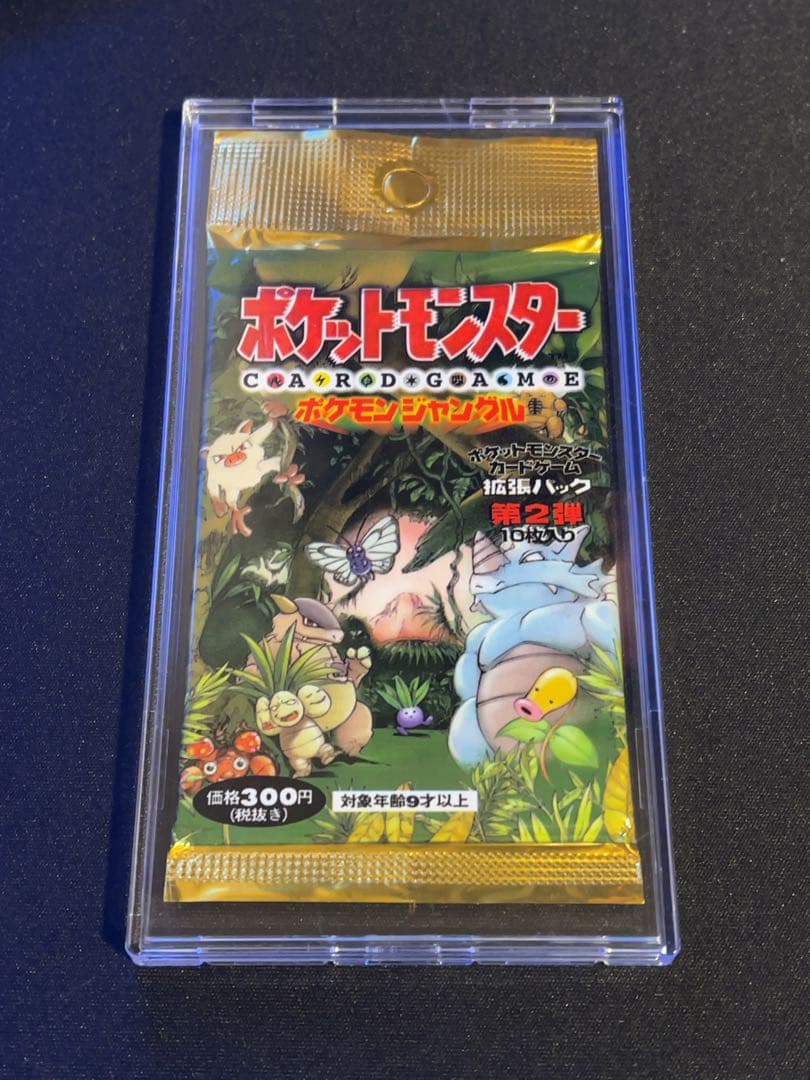 ポケットモンスター
TM
CARDGAME
ポケモンジャングル
ポケットモンスター
カードゲーム
拡張パック
第2弾
10枚入り
価格300円
(税抜き)
対象年齢9才以上